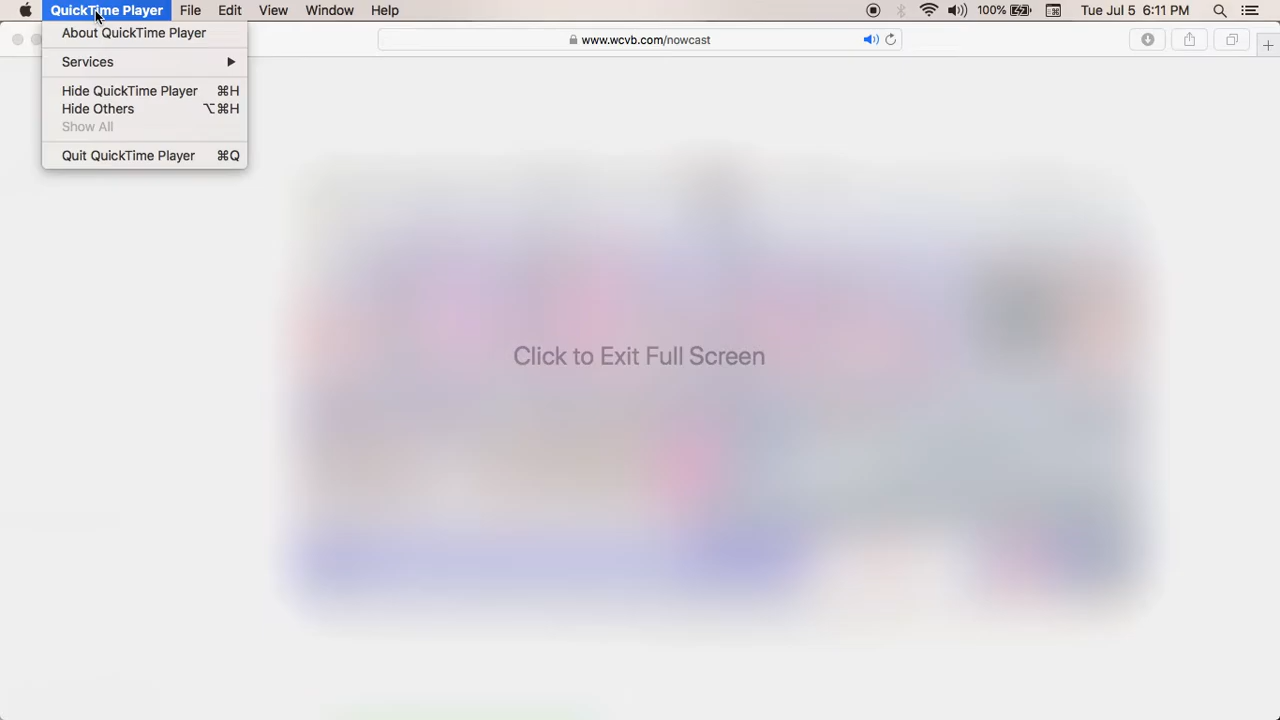 QuickTime Player File Edit View Window Help 100% Tue Jul 5 6:11 PM
About QuickTime Player
www.wcvb.com/nowcast
Services
Hide QuickTime Player ⌘H
Hide Others ⌥⌘H
Show All
Quit QuickTime Player ⌘Q
Click to Exit Full Screen